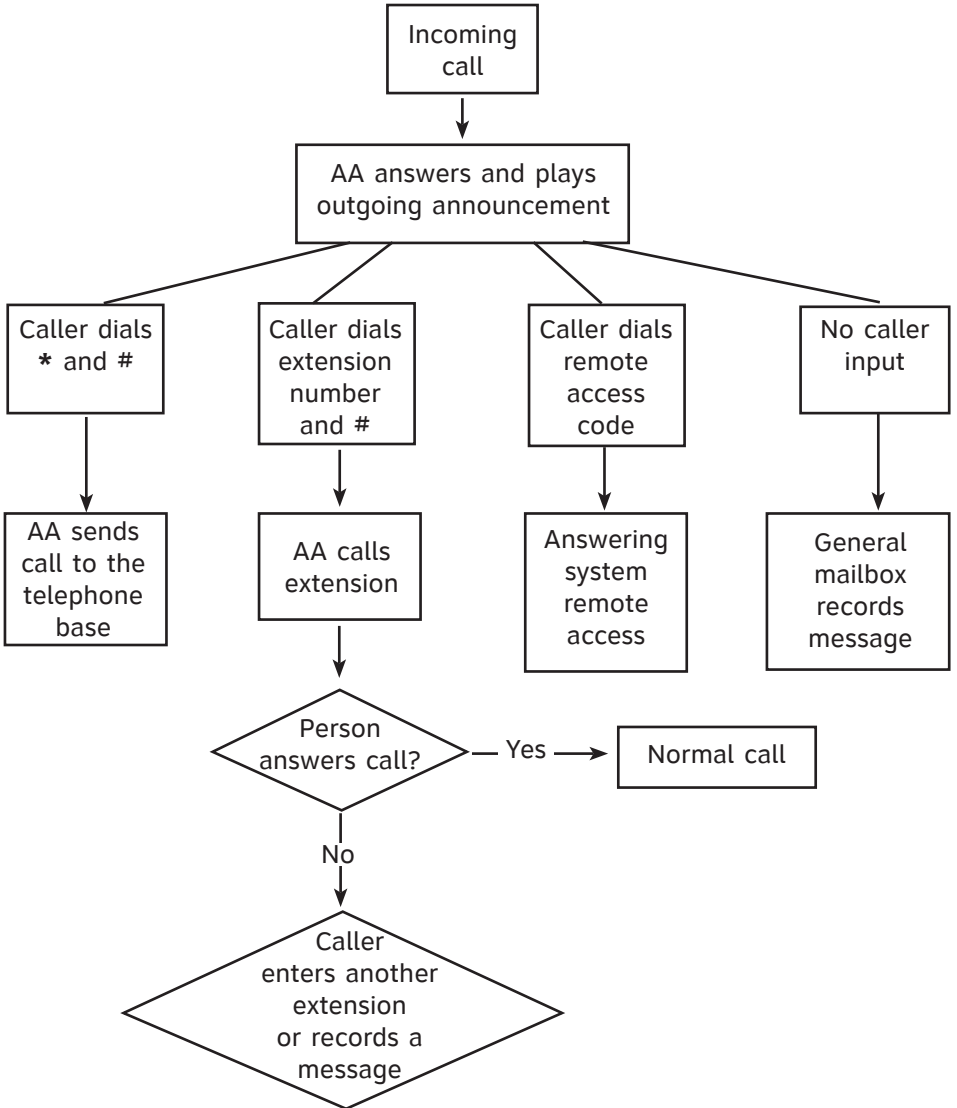 Incoming
call
AA answers and plays
outgoing announcement
Caller dials
* and #
Caller dials
extension
number
and #
Caller dials
remote
access
code
No caller
input
AA sends
call to the
telephone
base
AA calls
extension
Answering
system
remote
access
General
mailbox
records
message
Person
answers call?
Yes
Normal call
No
Caller
enters another
extension
or records a
message